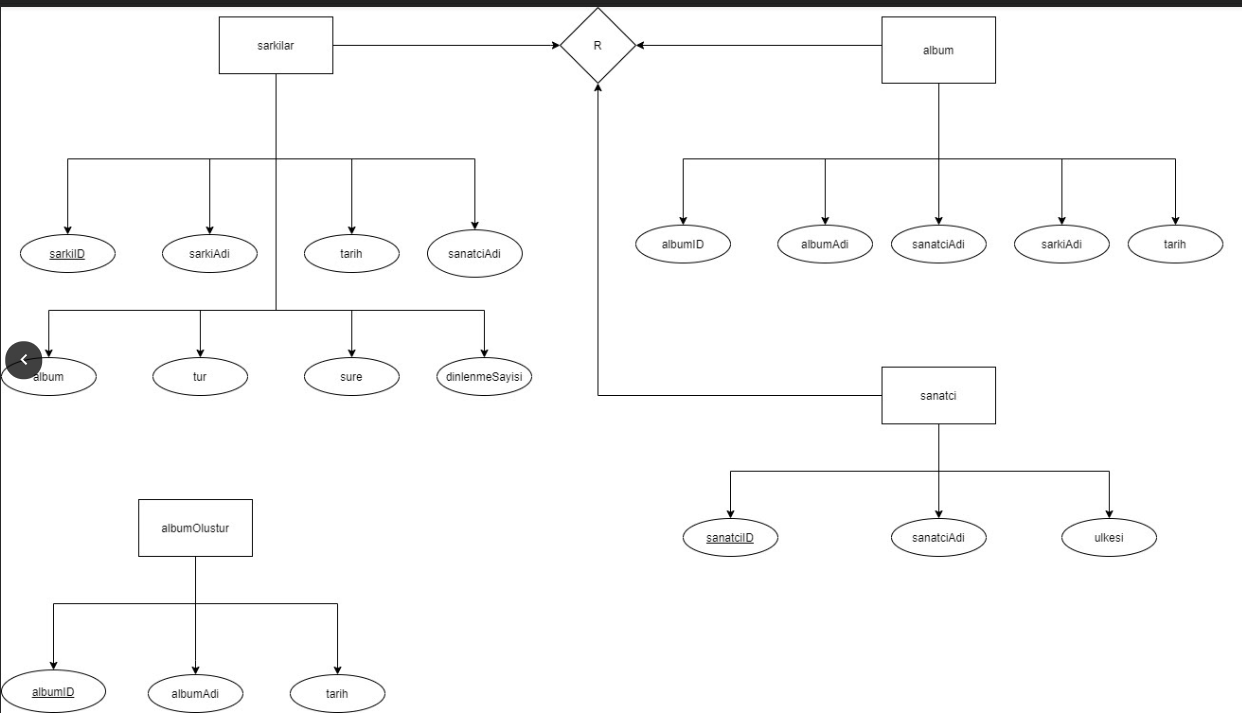 sarkilar
R
album
sarkiID
sarkiAdi
tarih
sanatciAdi
albumID
albumAdi
sanatciAdi
sarkiAdi
tarih
album
tur
sure
dinlenmeSayisi
sanatci
albumOlustur
sanatciID
sanatciAdi
ulkesi
albumID
albumAdi
tarih